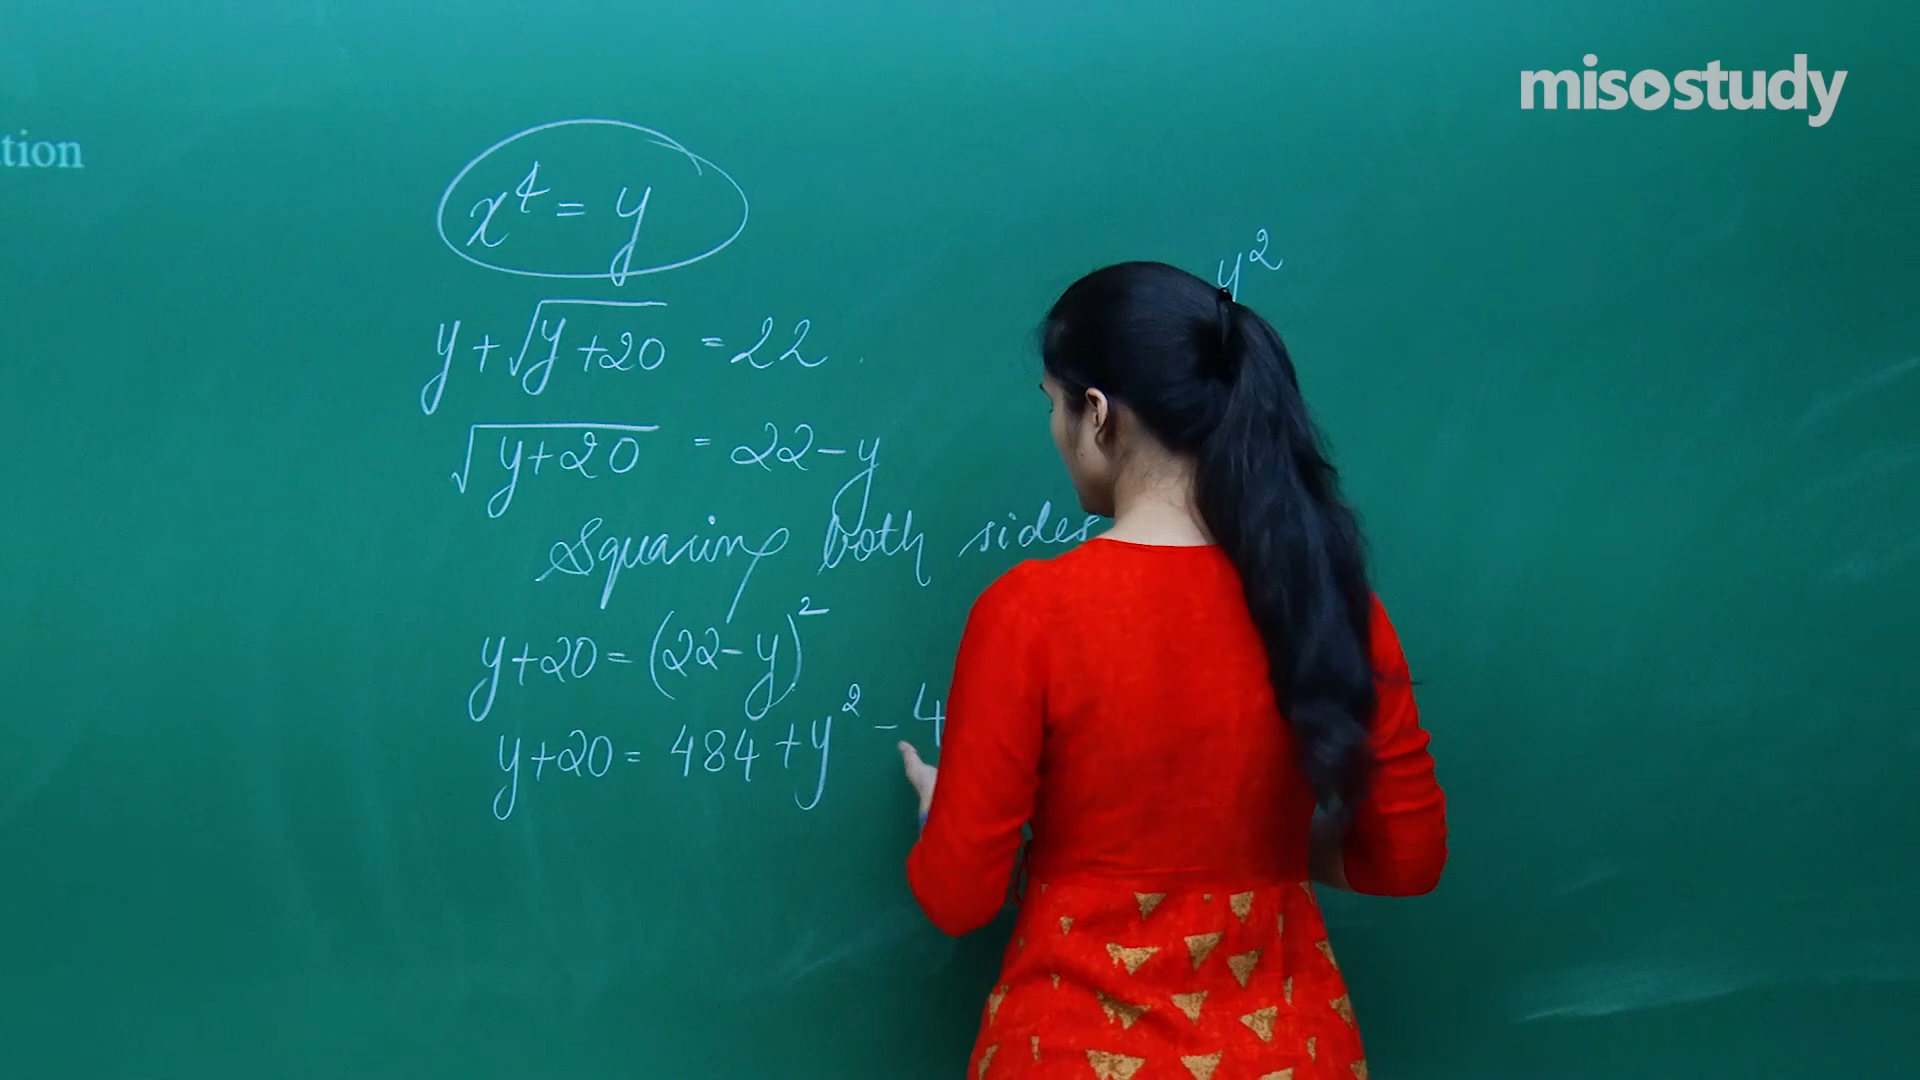 misostudy
tion
x⁴ = y
y²
y + √(y+20) = 22
√(y+20) = 22 - y
Squaring both sides
y+20 = (22-y)²
y+20 = 484 + y² - 4